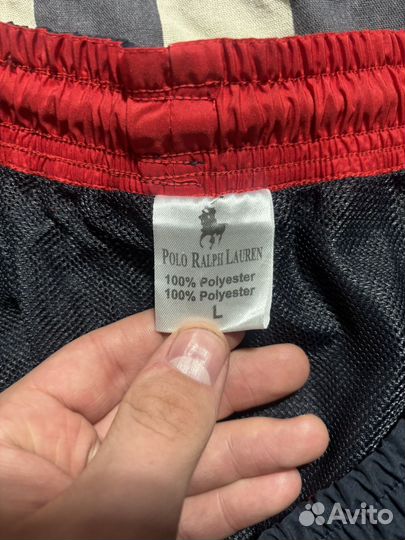 POLO RALPH LAUREN
100% Polyester
100% Polyester
L
Avito